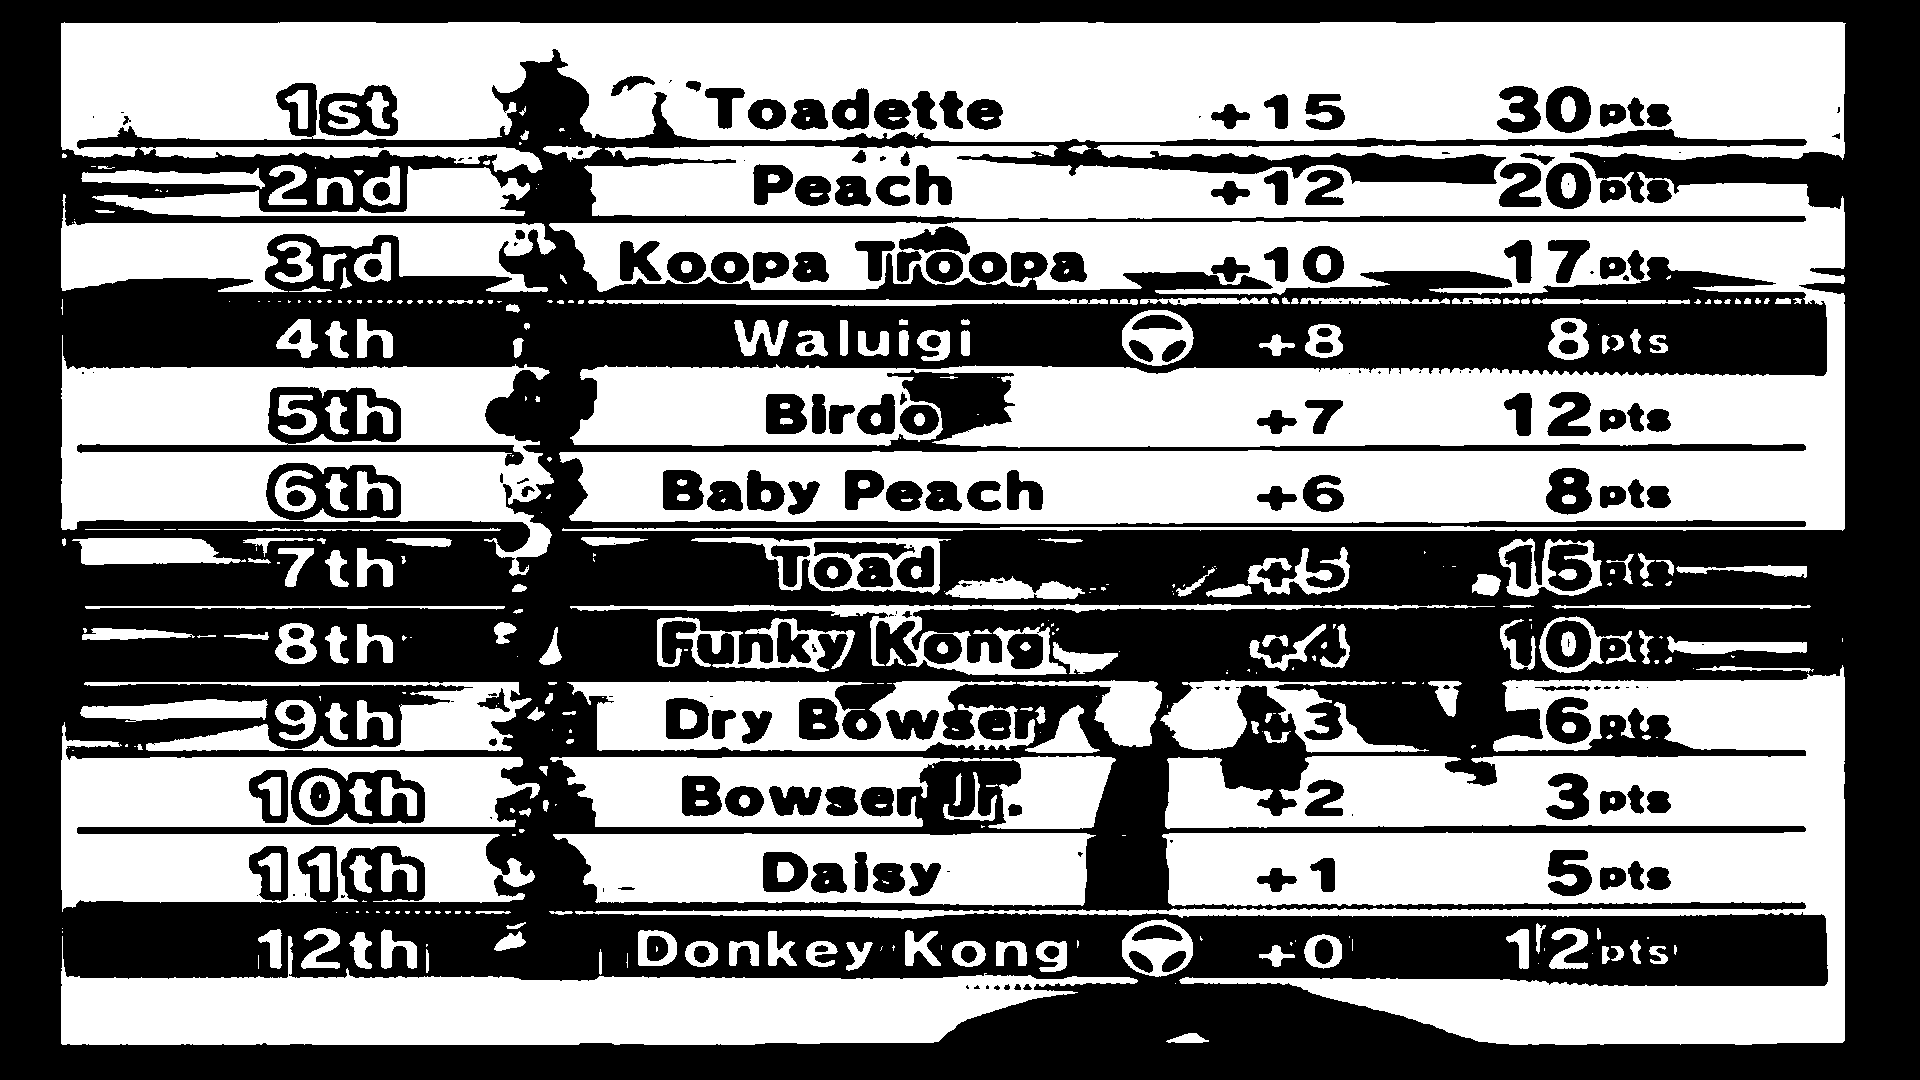 1st Toadette +15 30pts
2nd Peach +12 20pts
3rd Koopa Troopa +10 17pts
4th Waluigi +8 8pts
5th Birdo +7 12pts
6th Baby Peach +6 8pts
7th Toad +5 15pts
8th Funky Kong +4 10pts
9th Dry Bowser +3 6pts
10th Bowser Jr. +2 3pts
11th Daisy +1 5pts
12th Donkey Kong +0 12pts